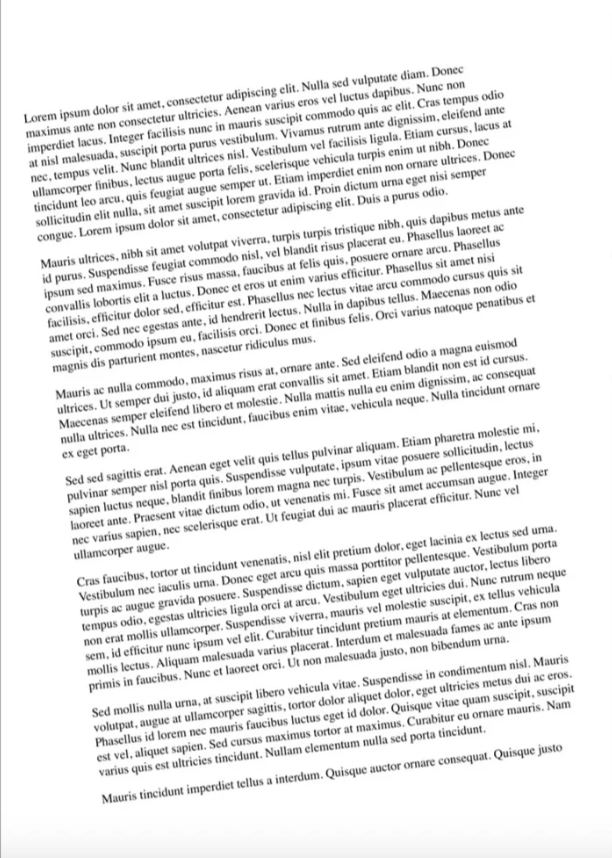 Lorem ipsum dolor sit amet, consectetur adipiscing elit. Nulla sed vulputate diam. Donec
maximus ante non consectetur ultricies. Aenean varius eros vel luctus dapibus. Nunc non
imperdiet lacus. Integer facilisis nunc in mauris suscipit commodo quis ac elit. Cras tempus odio
at nisl malesuada, suscipit porta purus vestibulum. Vivamus rutrum ante dignissim, eleifend ante
nec, tempus velit. Nunc blandit ultrices nisl. Vestibulum vel facilisis ligula. Etiam cursus, lacus at
ullamcorper finibus, lectus augue porta felis, scelerisque vehicula turpis enim ut nibh. Donec
tincidunt leo arcu, quis feugiat augue semper ut. Etiam imperdiet enim non ornare ultrices. Donec
sollicitudin elit nulla, sit amet suscipit lorem gravida id. Proin dictum urna eget nisi semper
congue. Lorem ipsum dolor sit amet, consectetur adipiscing elit. Duis a purus odio.
Mauris ultrices, nibh sit amet volutpat viverra, turpis turpis tristique nibh, quis dapibus metus ante
id purus. Suspendisse feugiat commodo nisl, vel blandit risus placerat eu. Phasellus laoreet ac
ipsum sed maximus. Fusce risus massa, faucibus at felis quis, posuere ornare arcu. Phasellus
convallis lobortis elit a luctus. Donec et eros ut enim varius efficitur. Phasellus sit amet nisi
facilisis, efficitur dolor sed, efficitur est. Phasellus nec lectus vitae arcu commodo cursus quis sit
amet orci. Sed nec egestas ante, id hendrerit lectus. Nulla in dapibus tellus. Maecenas non odio
suscipit, commodo ipsum eu, facilisis orci. Donec et finibus felis. Orci varius natoque penatibus et
magnis dis parturient montes, nascetur ridiculus mus.
Mauris ac nulla commodo, maximus risus at, ornare ante. Sed eleifend odio a magna euismod
ultrices. Ut semper dui justo, id aliquam erat convallis sit amet. Etiam blandit non est id cursus.
Maecenas semper eleifend libero et molestie. Nulla mattis nulla eu enim dignissim, ac consequat
nulla ultrices. Nulla nec est tincidunt, faucibus enim vitae, vehicula neque. Nulla tincidunt ornare
ex eget porta.
Sed sed sagittis erat. Aenean eget velit quis tellus pulvinar aliquam. Etiam pharetra molestie mi,
pulvinar semper nisl porta quis. Suspendisse vulputate, ipsum vitae posuere sollicitudin, lectus
sapien luctus neque, blandit finibus lorem magna nec turpis. Vestibulum ac pellentesque eros, in
laoreet ante. Praesent vitae dictum odio, ut venenatis mi. Fusce sit amet accumsan augue. Integer
nec varius sapien, nec scelerisque erat. Ut feugiat dui ac mauris placerat efficitur. Nunc vel
ullamcorper augue.
Cras faucibus, tortor ut tincidunt venenatis, nisl elit pretium dolor, eget lacinia ex lectus sed urna.
Vestibulum nec iaculis urna. Donec eget arcu quis massa porttitor pellentesque. Vestibulum porta
turpis ac augue gravida posuere. Suspendisse dictum, sapien eget vulputate auctor, lectus libero
tempus odio, egestas ultricies ligula orci at arcu. Vestibulum eget ultricies dui. Nunc rutrum neque
non erat mollis ullamcorper. Suspendisse viverra, mauris vel molestie suscipit, ex tellus vehicula
sem, id efficitur nunc ipsum vel elit. Curabitur tincidunt pretium mauris at elementum. Cras non
mollis lectus. Aliquam malesuada varius placerat. Interdum et malesuada fames ac ante ipsum
primis in faucibus. Nunc et laoreet orci. Ut non malesuada justo, non bibendum urna.
Sed mollis nulla urna, at suscipit libero vehicula vitae. Suspendisse in condimentum nisl. Mauris
volutpat, augue at ullamcorper sagittis, tortor dolor aliquet dolor, eget ultricies metus dui ac eros.
Phasellus id lorem nec mauris faucibus luctus eget id dolor. Quisque vitae quam suscipit, suscipit
est vel, aliquet sapien. Sed cursus maximus tortor at maximus. Curabitur eu ornare mauris. Nam
varius quis est ultricies tincidunt. Nullam elementum nulla sed porta tincidunt.
Mauris tincidunt imperdiet tellus a interdum. Quisque auctor ornare consequat. Quisque justo